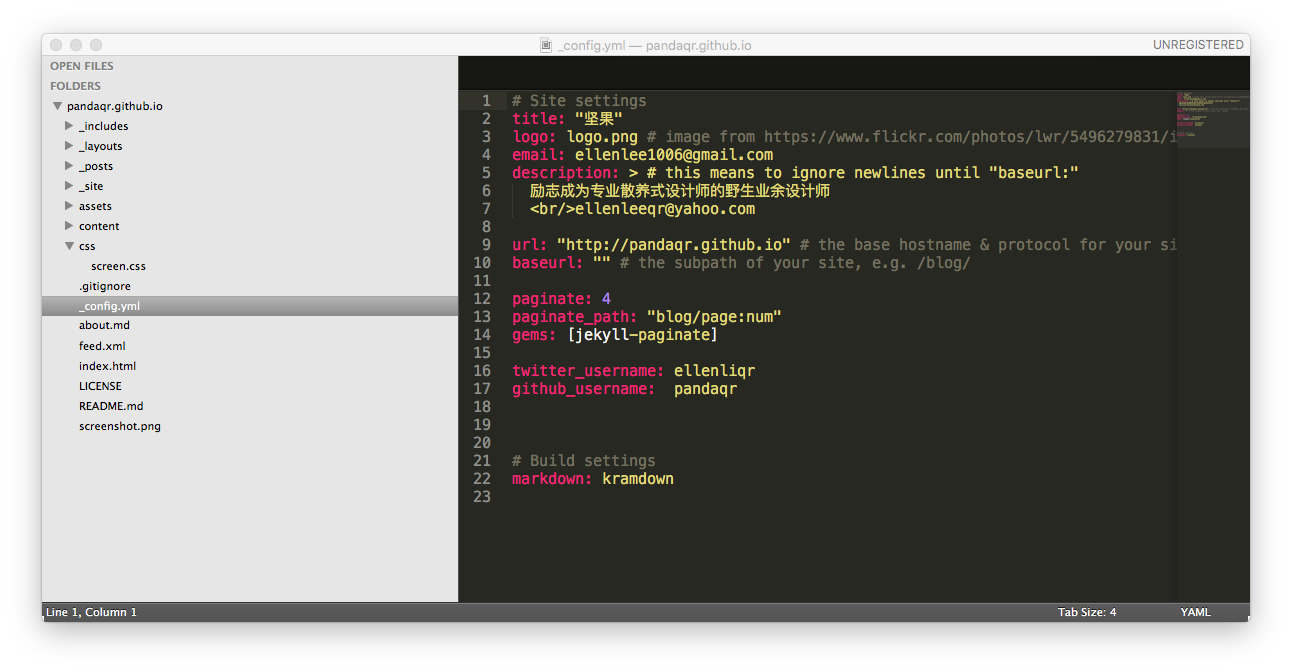 _config.yml — pandaqr.github.io
UNREGISTERED
OPEN FILES
FOLDERS
pandaqr.github.io
_includes
_layouts
_posts
_site
assets
content
css
screen.css
.gitignore
_config.yml
about.md
feed.xml
index.html
LICENSE
README.md
screenshot.png
1 # Site settings
2 title: "坚果"
3 logo: logo.png # image from https://www.flickr.com/photos/lwr/5496279831/i
4 email: ellenlee1006@gmail.com
5 description: > # this means to ignore newlines until "baseurl:"
6 励志成为专业散养式设计师的野生业余设计师
7 <br/>ellenleeqr@yahoo.com
8
9 url: "http://pandaqr.github.io" # the base hostname & protocol for your si
10 baseurl: "" # the subpath of your site, e.g. /blog/
11
12 paginate: 4
13 paginate_path: "blog/page:num"
14 gems: [jekyll-paginate]
15
16 twitter_username: ellenliqr
17 github_username:  pandaqr
18
19
20
21 # Build settings
22 markdown: kramdown
23
Line 1, Column 1
Tab Size: 4
YAML